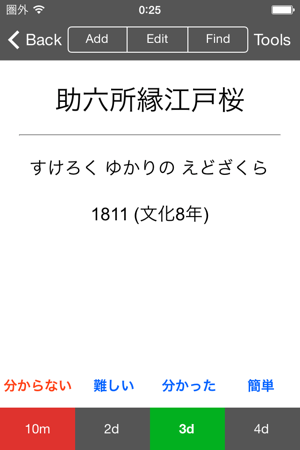 圏外 0:25
Back Add Edit Find Tools
助六所縁江戸桜
すけろく ゆかりの えどざくら
1811 (文化8年)
分からない 難しい 分かった 簡単
10m 2d 3d 4d